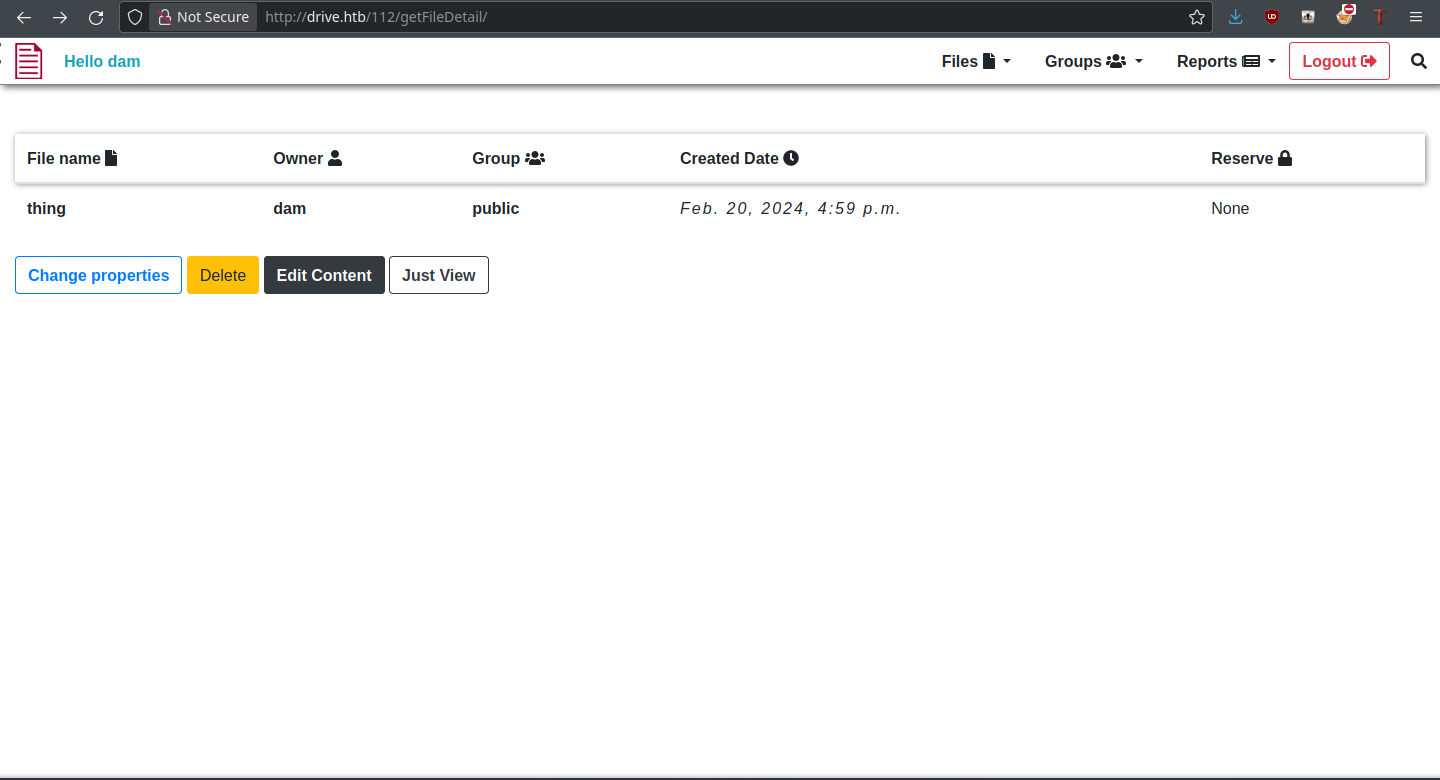 Not Secure http://drive.htb/112/getFileDetail/
Hello dam Files Groups Reports Logout
File name Owner Group Created Date Reserve
thing dam public Feb. 20, 2024, 4:59 p.m. None
Change properties Delete Edit Content Just View